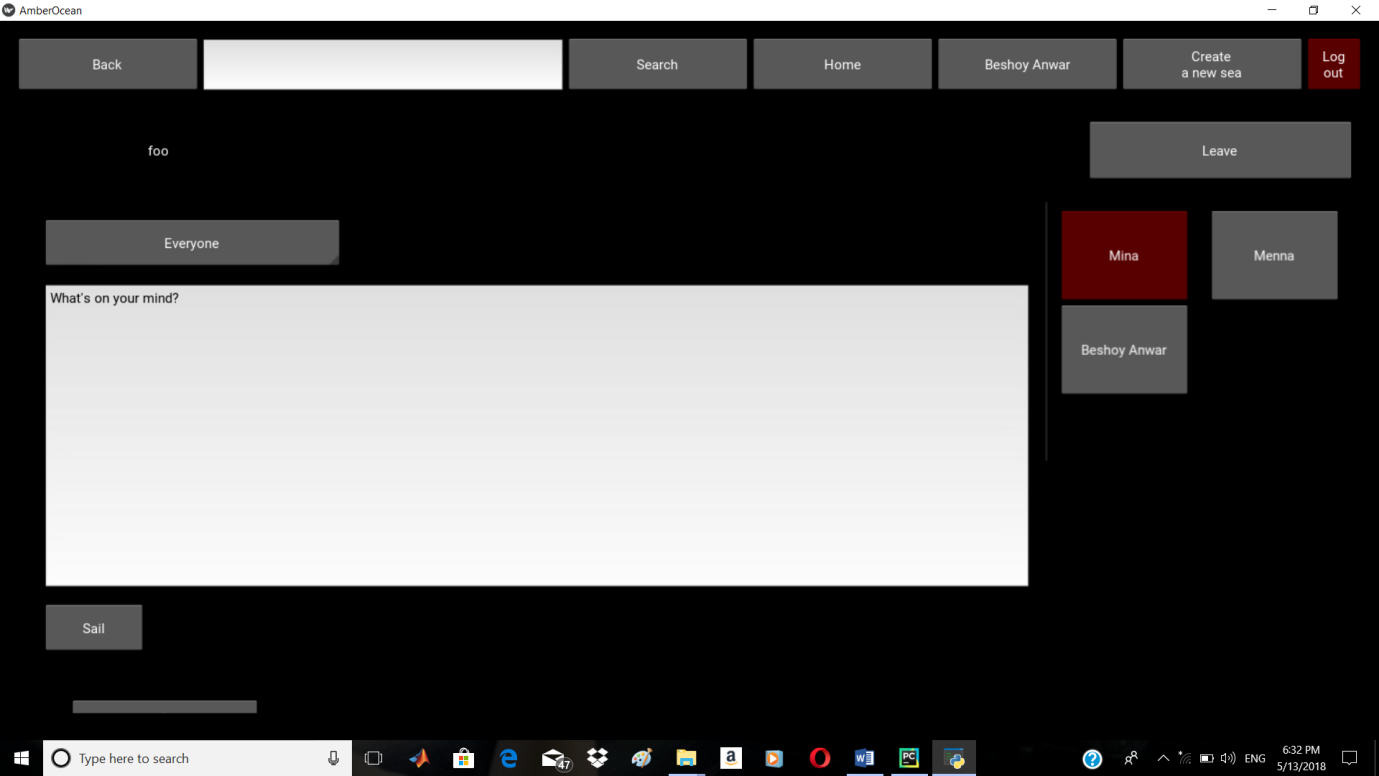 AmberOcean
Back
Search
Home
Beshoy Anwar
Create
a new sea
Log
out
foo
Leave
Everyone
Mina
Menna
What's on your mind?
Beshoy Anwar
Sail
Type here to search
47
a
W
PC
?
ENG
6:32 PM
5/13/2018